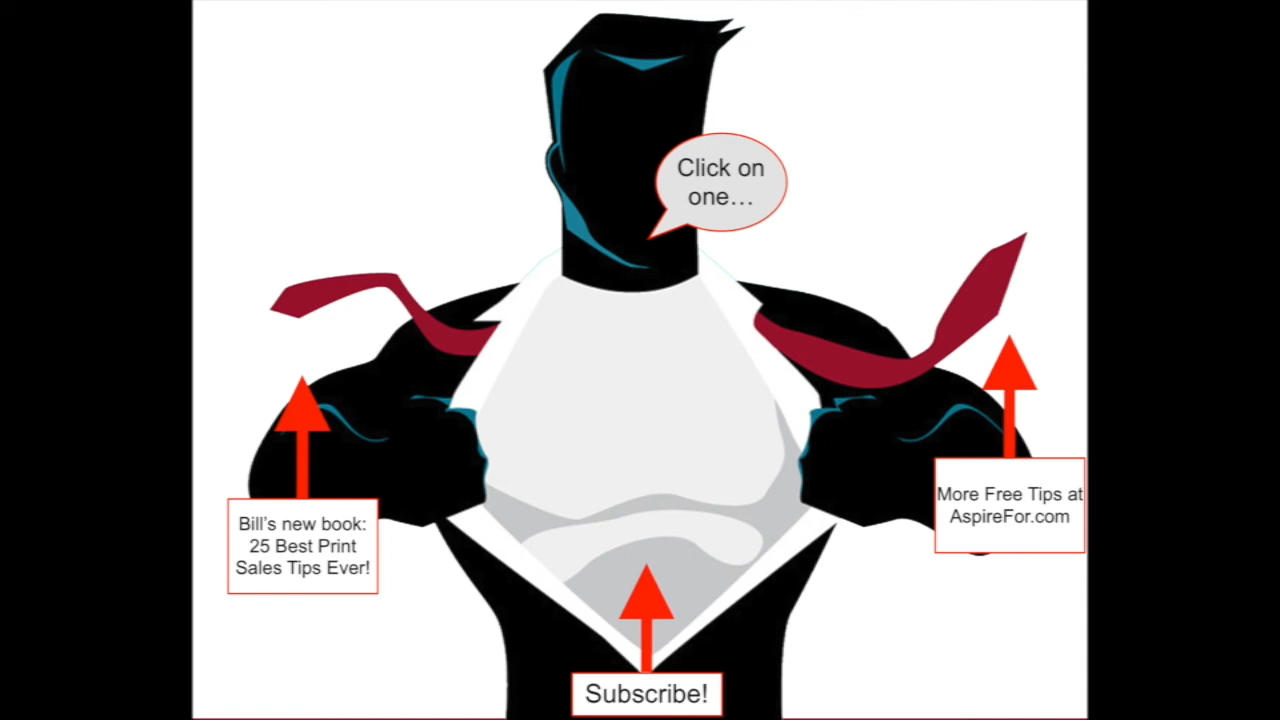 Click on
one…
Bill's new book:
25 Best Print
Sales Tips Ever!
More Free Tips at
AspireFor.com
Subscribe!